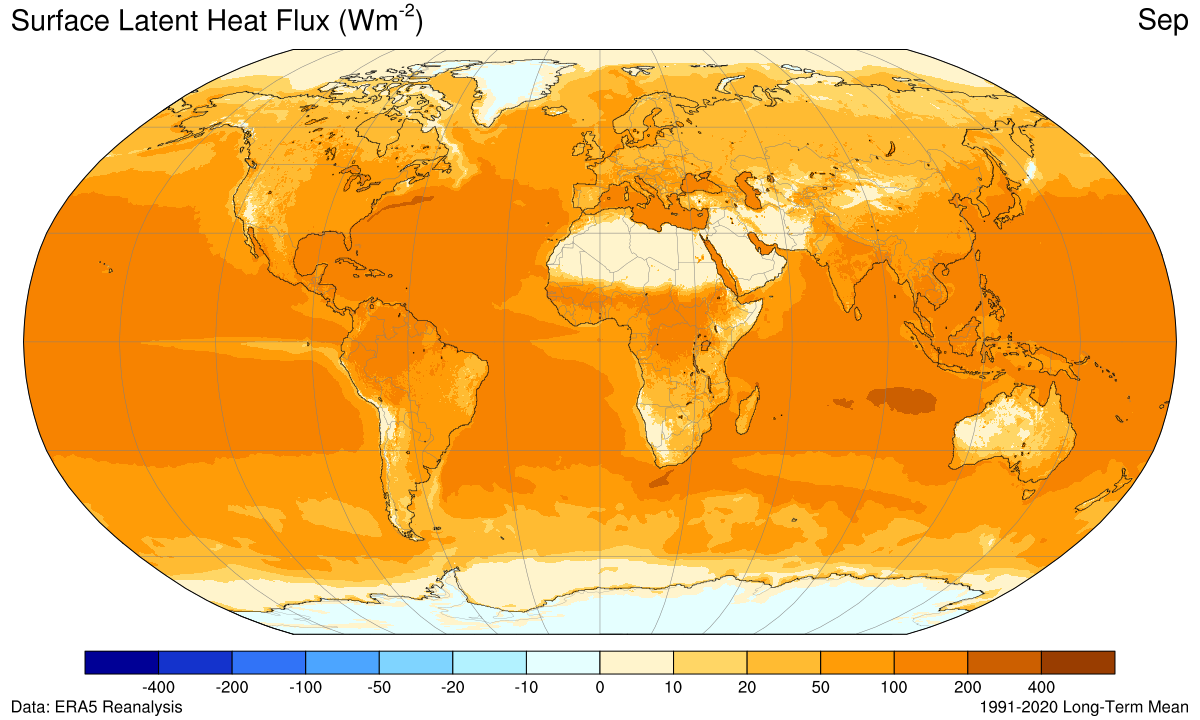 Surface Latent Heat Flux (Wm-2) Sep
-400 -200 -100 -50 -20 -10 0 10 20 50 100 200 400
Data: ERA5 Reanalysis 1991-2020 Long-Term Mean